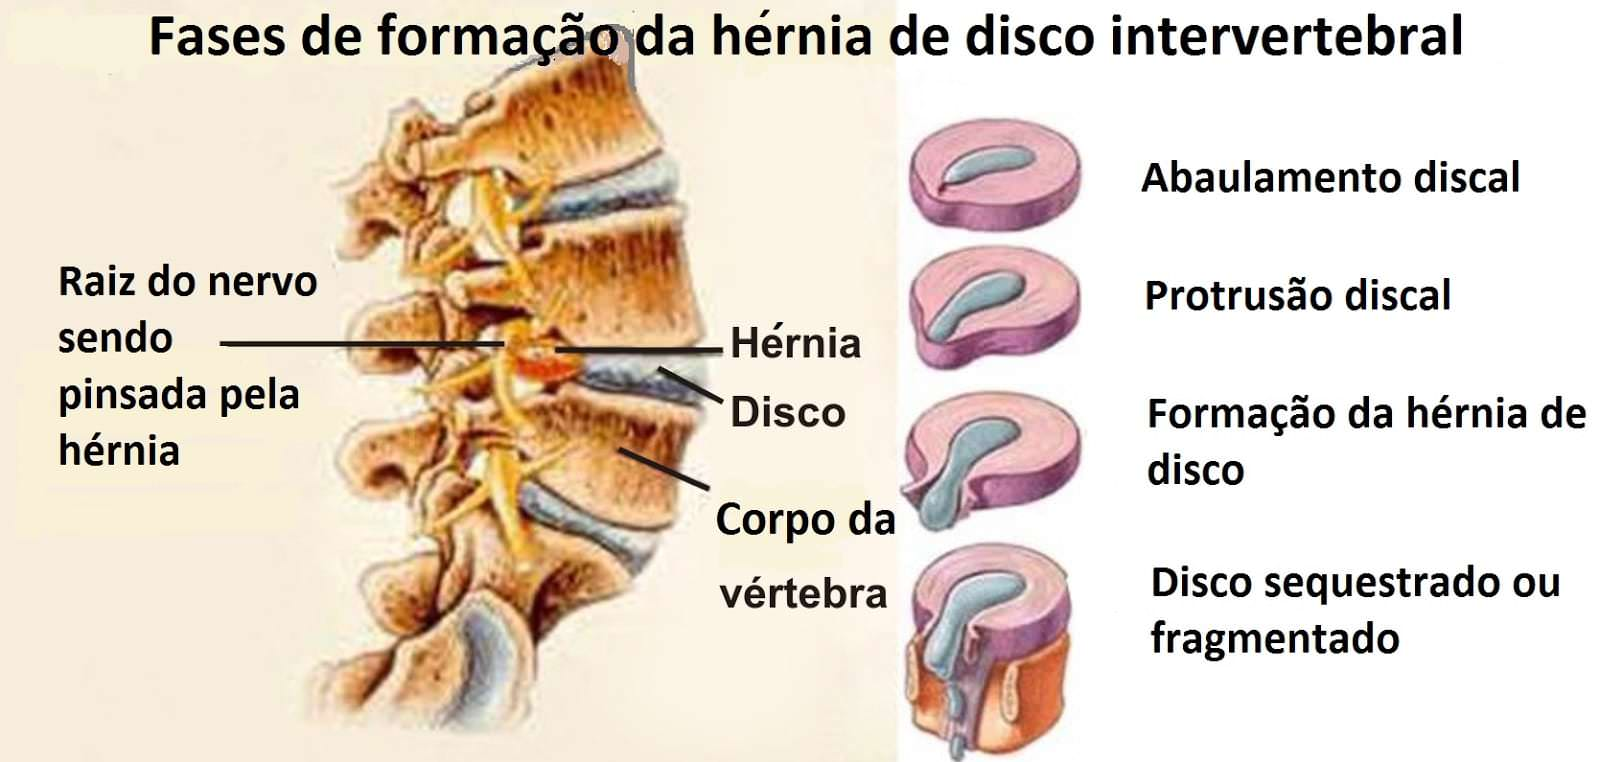 Fases de formação da hérnia de disco intervertebral
Raiz do nervo
sendo
pinsada pela
hérnia
Hérnia
Disco
Corpo da
vértebra
Abaulamento discal
Protrusão discal
Formação da hérnia de
disco
Disco sequestrado ou
fragmentado